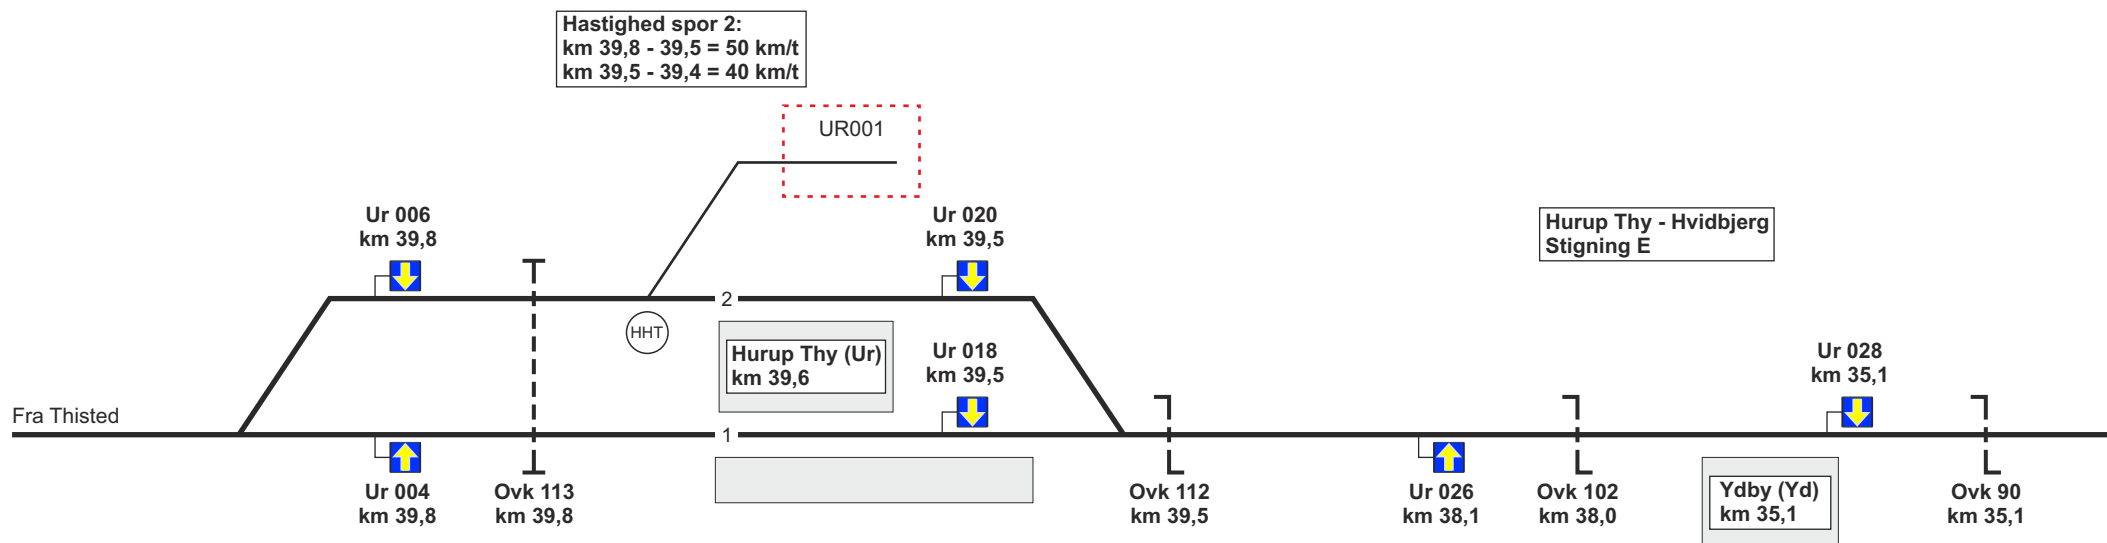 Hastighed spor 2:
km 39,8 - 39,5 = 50 km/t
km 39,5 - 39,4 = 40 km/t
UR001
Ur 006
km 39,8
Ur 020
km 39,5
Hurup Thy - Hvidbjerg
Stigning E
2
HHT
Hurup Thy (Ur)
km 39,6
Ur 018
km 39,5
Ur 028
km 35,1
Fra Thisted
1
Ur 004
km 39,8
Ovk 113
km 39,8
Ovk 112
km 39,5
Ur 026
km 38,1
Ovk 102
km 38,0
Ydby (Yd)
km 35,1
Ovk 90
km 35,1